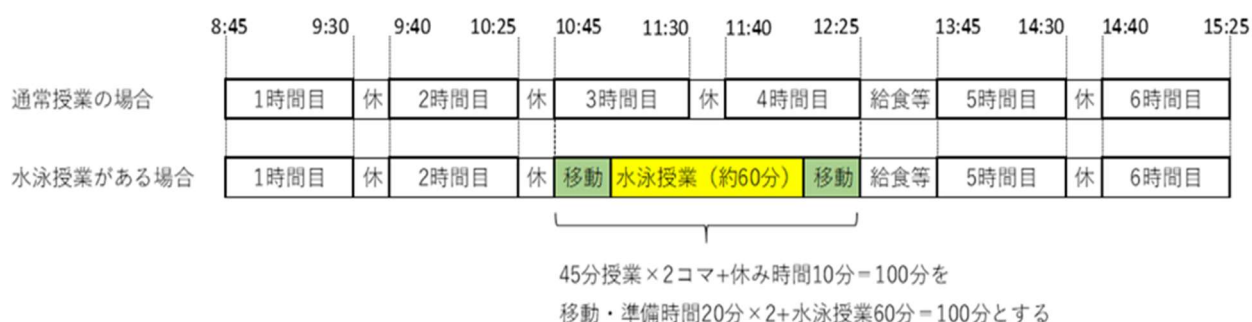 8:45 9:30 9:40 10:25 10:45 11:30 11:40 12:25 13:45 14:30 14:40 15:25
通常授業の場合 1時間目 休 2時間目 休 3時間目 休 4時間目 給食等 5時間目 休 6時間目
水泳授業がある場合 1時間目 休 2時間目 休 移動 水泳授業（約60分） 移動 給食等 5時間目 休 6時間目
45分授業×2コマ+休み時間10分＝100分を
移動・準備時間20分×2+水泳授業60分＝100分とする